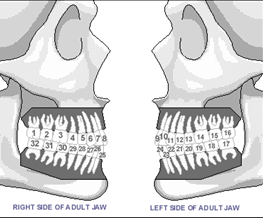 1 2 3 4 5 6 7 8
32 31 30 29 28 27 26
25
9 10 11 12 13 14 15 16
24 22 21 20 19 18 17
23
RIGHT SIDE OF ADULT JAW
LEFT SIDE OF ADULT JAW